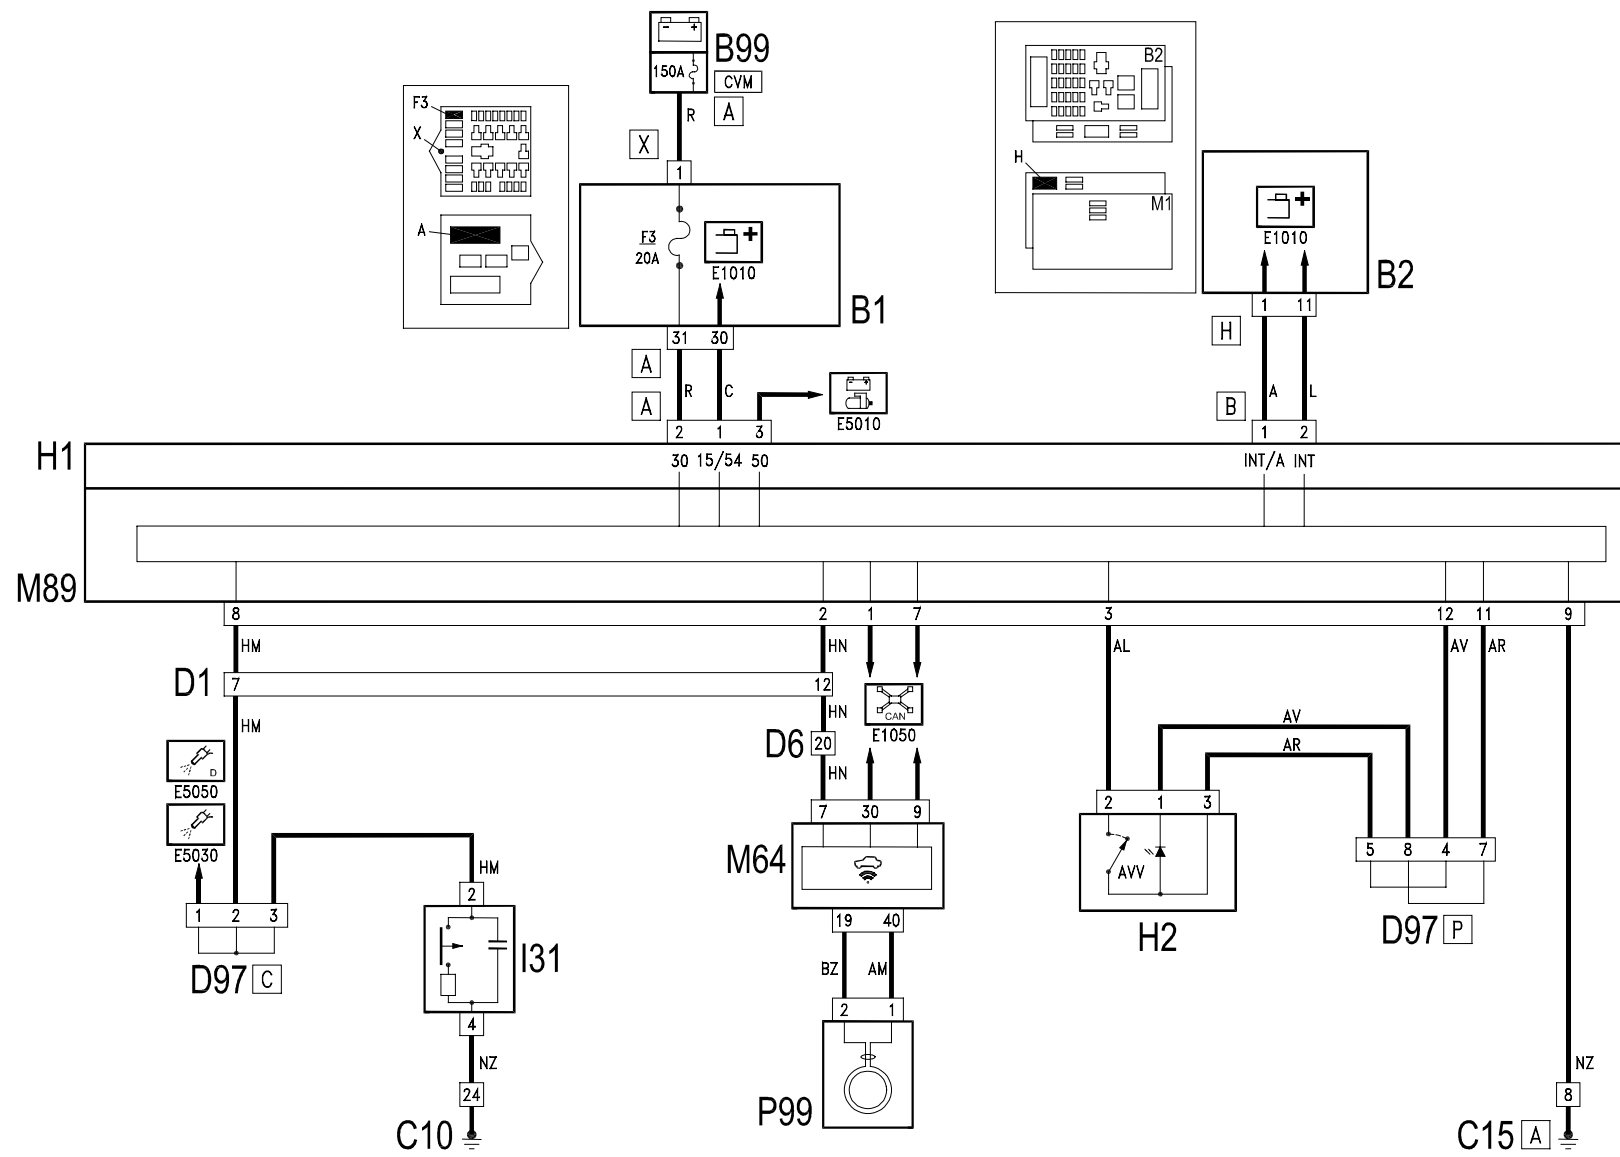 B99
150A
CVM
A
R
X
1
F3
X
A
F3
20A
E1010
B1
31 30
A
R C
A
E5010
2 1 3
B2
H
M1
E1010
B2
1 11
H
A L
B
1 2
H1
30 15/54 50
INT/A INT
M89
8 2 1 7 3 12 11 9
HM HN AL AV AR
D1
7 12
HM HN
CAN
E1050
D6 20
HN
D
E5050
E5030
AV
AR
7 30 9
2 1 3
M64
AVV
H2
5 8 4 7
D97 P
HM
2
1 2 3
D97 C
I31
4
NZ
24
C10
19 40
BZ AM
2 1
P99
NZ
8
C15 A